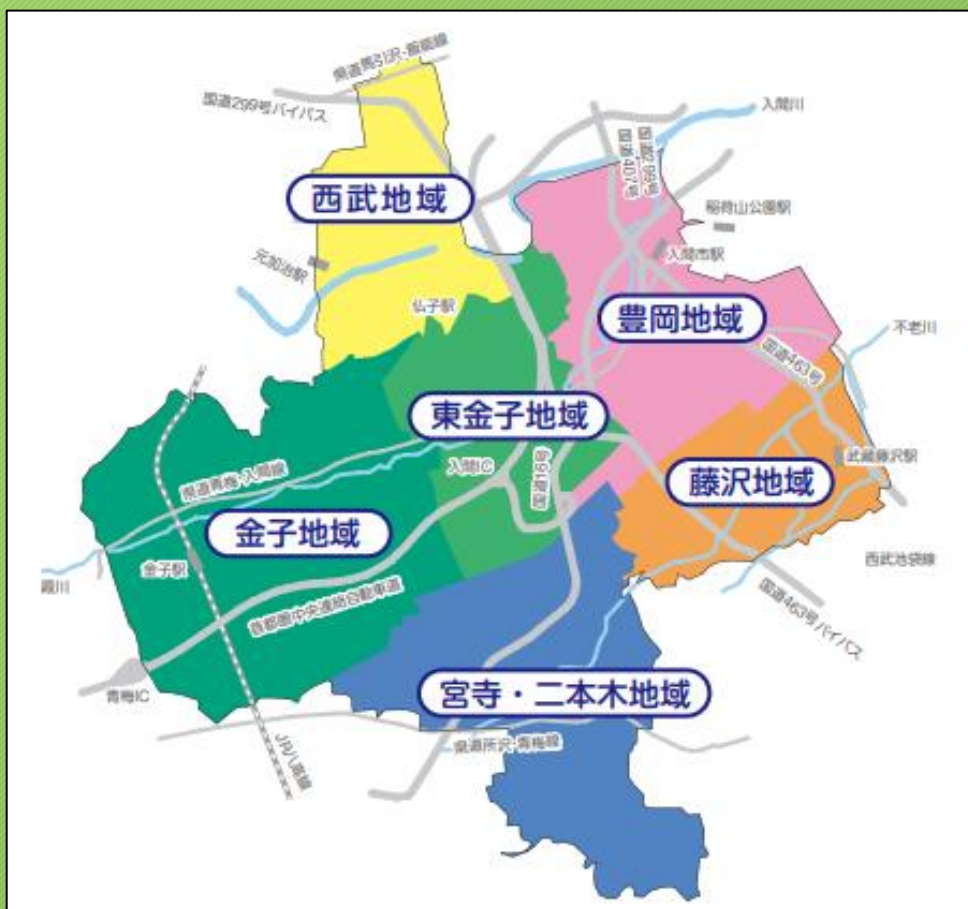 県道馬引沢・飯能線
国道299号バイパス
入間川
国道299号
国道407号
西武地域
稲荷山公園駅
元加治駅
入間市駅
仏子駅
豊岡地域
不老川
国道463号
東金子地域
入間IC
国道16号
武蔵藤沢駅
県道青梅・入間線
藤沢地域
金子地域
西武池袋線
霞川
金子駅
首都圏中央連絡自動車道
国道463号バイパス
青梅IC
宮寺・二本木地域
県道所沢・青梅線
JR八高線